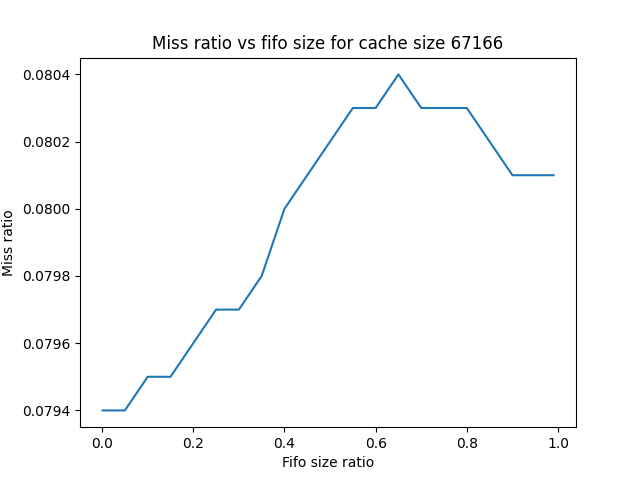 Miss ratio vs fifo size for cache size 67166
0.0804
0.0802
0.0800
0.0798
0.0796
0.0794
Miss ratio
0.0 0.2 0.4 0.6 0.8 1.0
Fifo size ratio